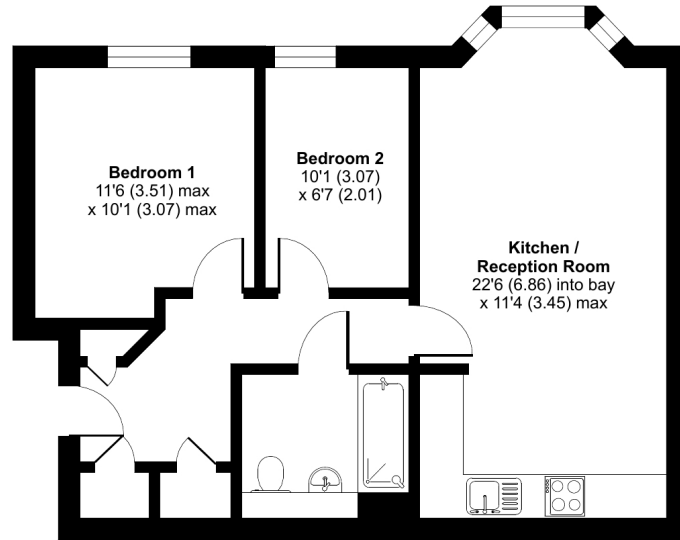 Bedroom 1
11'6 (3.51) max
x 10'1 (3.07) max
Bedroom 2
10'1 (3.07)
x 6'7 (2.01)
Kitchen /
Reception Room
22'6 (6.86) into bay
x 11'4 (3.45) max